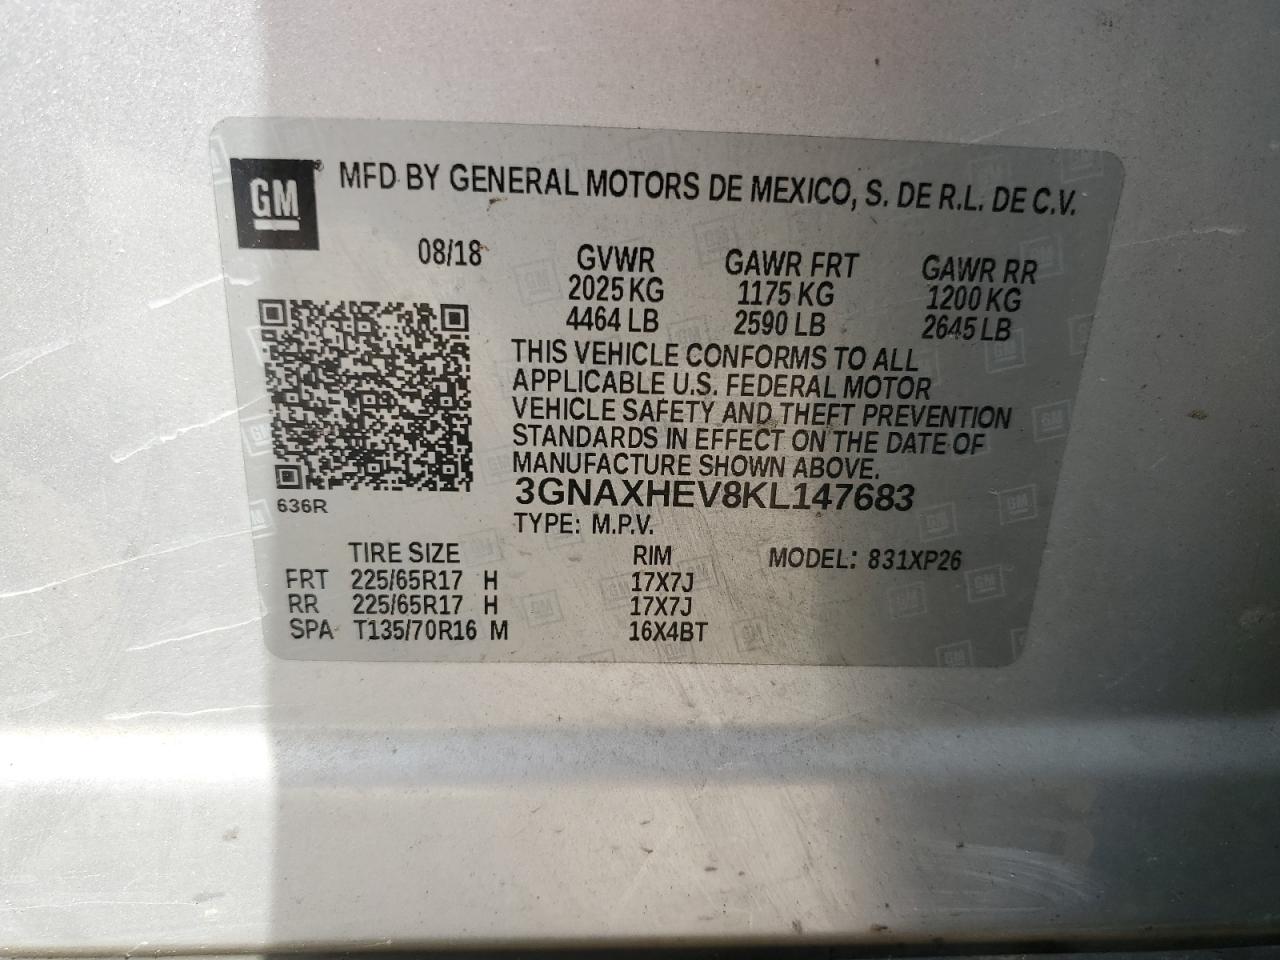 GM ® MFD BY GENERAL MOTORS DE MEXICO, S. DE R.L. DE C.V.
08/18 GVWR GAWR FRT GAWR RR
2025 KG 1175 KG 1200 KG
4464 LB 2590 LB 2645 LB
THIS VEHICLE CONFORMS TO ALL
APPLICABLE U.S. FEDERAL MOTOR
VEHICLE SAFETY AND THEFT PREVENTION
STANDARDS IN EFFECT ON THE DATE OF
MANUFACTURE SHOWN ABOVE.
3GNAXHEV8KL147683
636R
TYPE: M.P.V.
TIRE SIZE RIM MODEL: 831XP26
FRT 225/65R17 H 17X7J
RR 225/65R17 H 17X7J
SPA T135/70R16 M 16X4BT